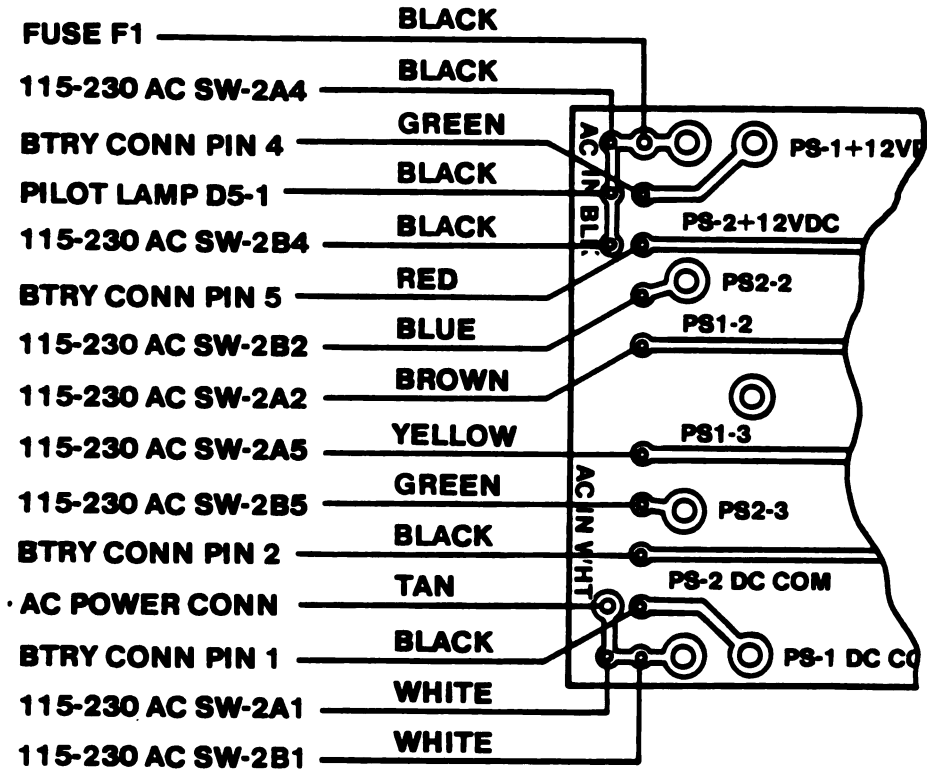 FUSE F1 BLACK
115-230 AC SW-2A4 BLACK
BTRY CONN PIN 4 GREEN
PILOT LAMP D5-1 BLACK
115-230 AC SW-2B4 BLACK
BTRY CONN PIN 5 RED
115-230 AC SW-2B2 BLUE
115-230 AC SW-2A2 BROWN
115-230 AC SW-2A5 YELLOW
115-230 AC SW-2B5 GREEN
BTRY CONN PIN 2 BLACK
AC POWER CONN TAN
BTRY CONN PIN 1 BLACK
115-230 AC SW-2A1 WHITE
115-230 AC SW-2B1 WHITE
AC IN
PS-1+12V
PS-2+12VDC
PS2-2
PS1-2
PS1-3
AC IN WHT
PS2-3
PS-2 DC COM
PS-1 DC